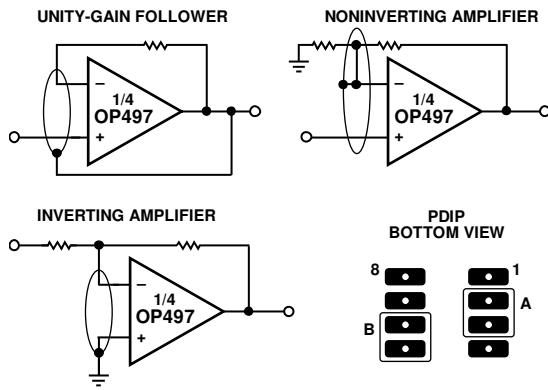 UNITY-GAIN FOLLOWER
−
1/4
OP497
+
NONINVERTING AMPLIFIER
−
1/4
OP497
+
INVERTING AMPLIFIER
−
1/4
OP497
+
PDIP
BOTTOM VIEW
8
1
A
B